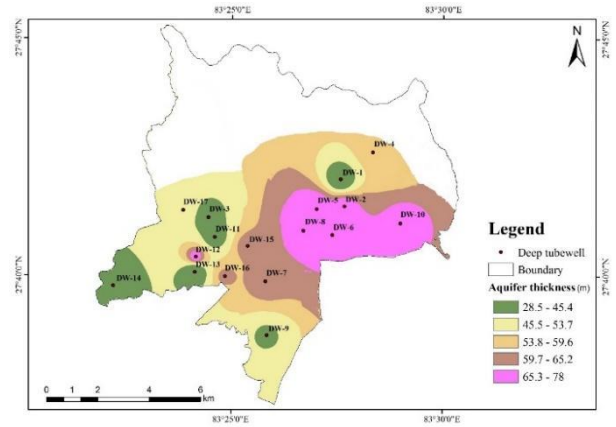 83°25'0"E 83°30'0"E
27°45'0"N 27°45'0"N
N
DW-4
DW-1
DW-17 DW-3 DW-5 DW-2
DW-8 DW-6 DW-10
DW-11
DW-12 DW-15
DW-13 DW-16 DW-7
DW-14
27°40'0"N 27°40'0"N
DW-9
Legend
Deep tubewell
Boundary
Aquifer thickness (m)
28.5 - 45.4
45.5 - 53.7
53.8 - 59.6
59.7 - 65.2
65.3 - 78
0 1 2 4 6
km
83°25'0"E 83°30'0"E